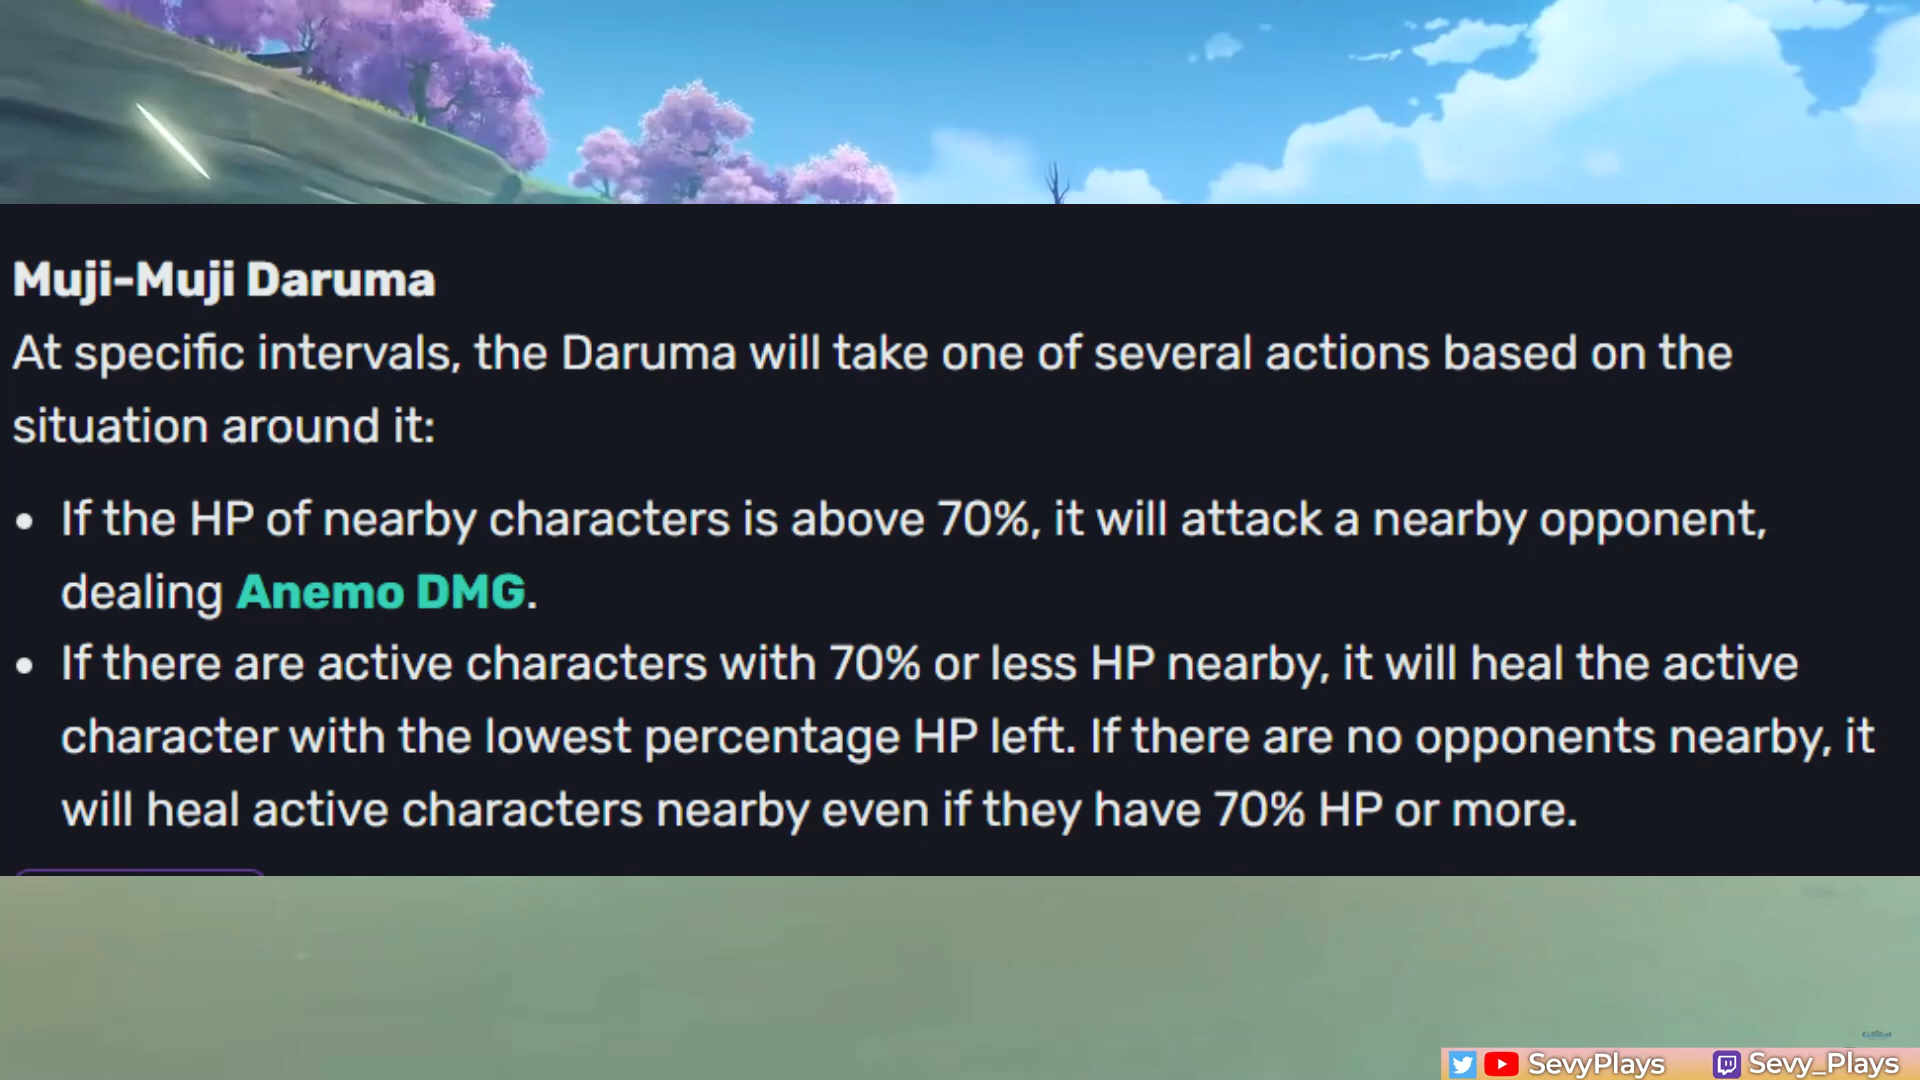 Muji-Muji Daruma
At specific intervals, the Daruma will take one of several actions based on the
situation around it:
• If the HP of nearby characters is above 70%, it will attack a nearby opponent,
dealing Anemo DMG.
• If there are active characters with 70% or less HP nearby, it will heal the active
character with the lowest percentage HP left. If there are no opponents nearby, it
will heal active characters nearby even if they have 70% HP or more.
SevyPlays Sevy_Plays